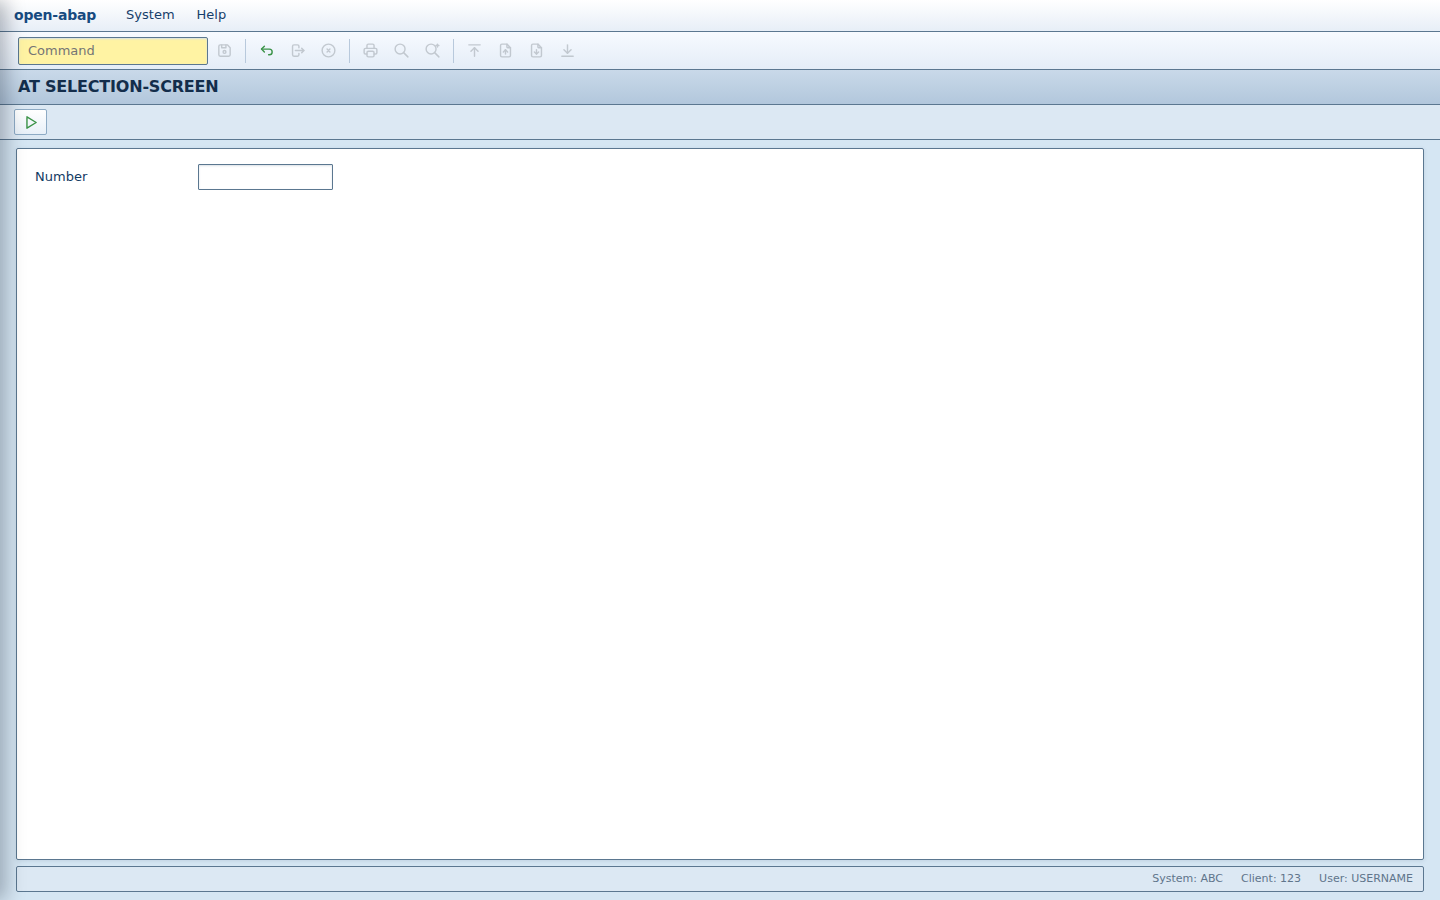 open-abap System Help
Command
AT SELECTION-SCREEN
Number
System: ABC Client: 123 User: USERNAME